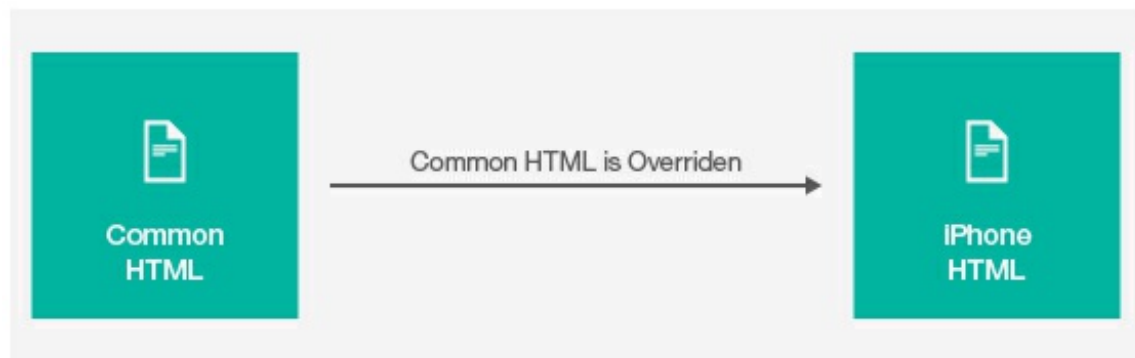 Common HTML is Overriden
Common
HTML
iPhone
HTML